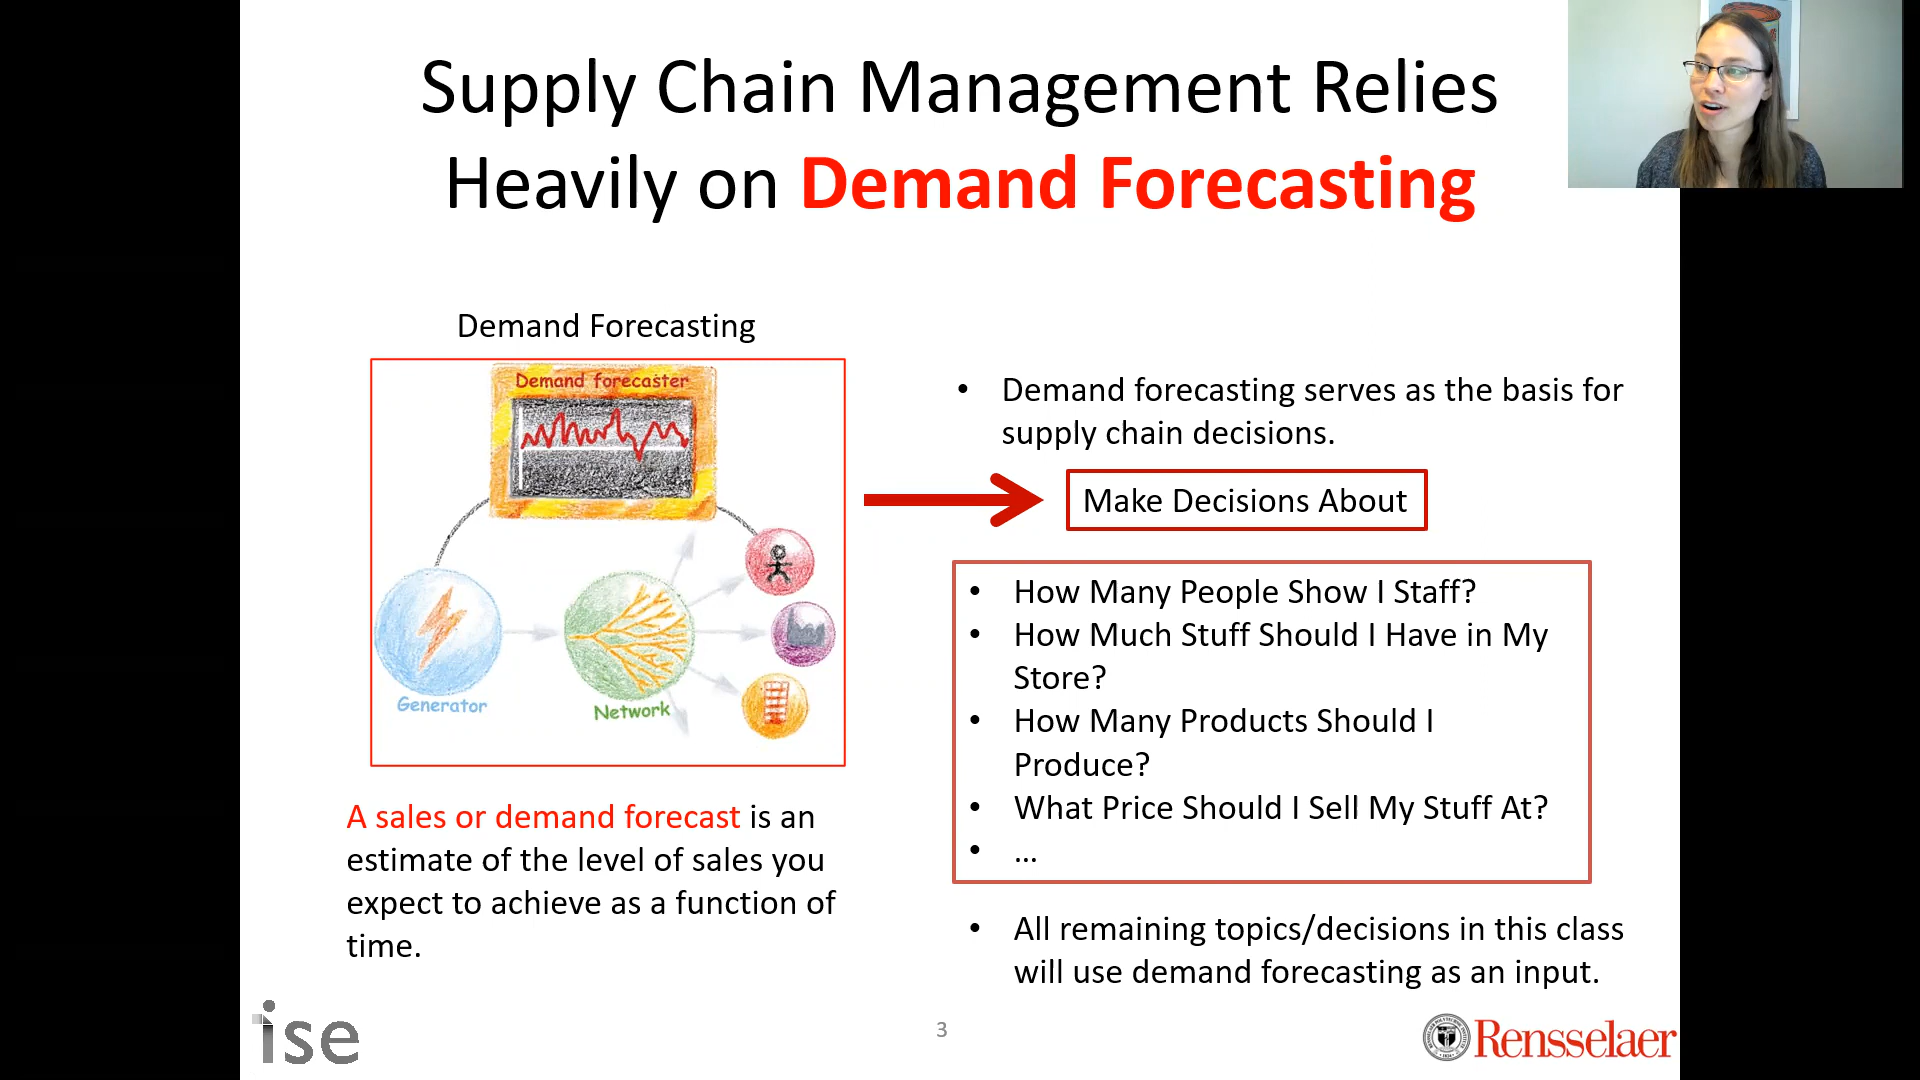 Supply Chain Management Relies
Heavily on Demand Forecasting
Demand Forecasting
Demand forecaster
Generator
Network
A sales or demand forecast is an
estimate of the level of sales you
expect to achieve as a function of
time.
• Demand forecasting serves as the basis for
supply chain decisions.
Make Decisions About
• How Many People Show I Staff?
• How Much Stuff Should I Have in My
Store?
• How Many Products Should I
Produce?
• What Price Should I Sell My Stuff At?
• ...
• All remaining topics/decisions in this class
will use demand forecasting as an input.
ise
3
Rensselaer